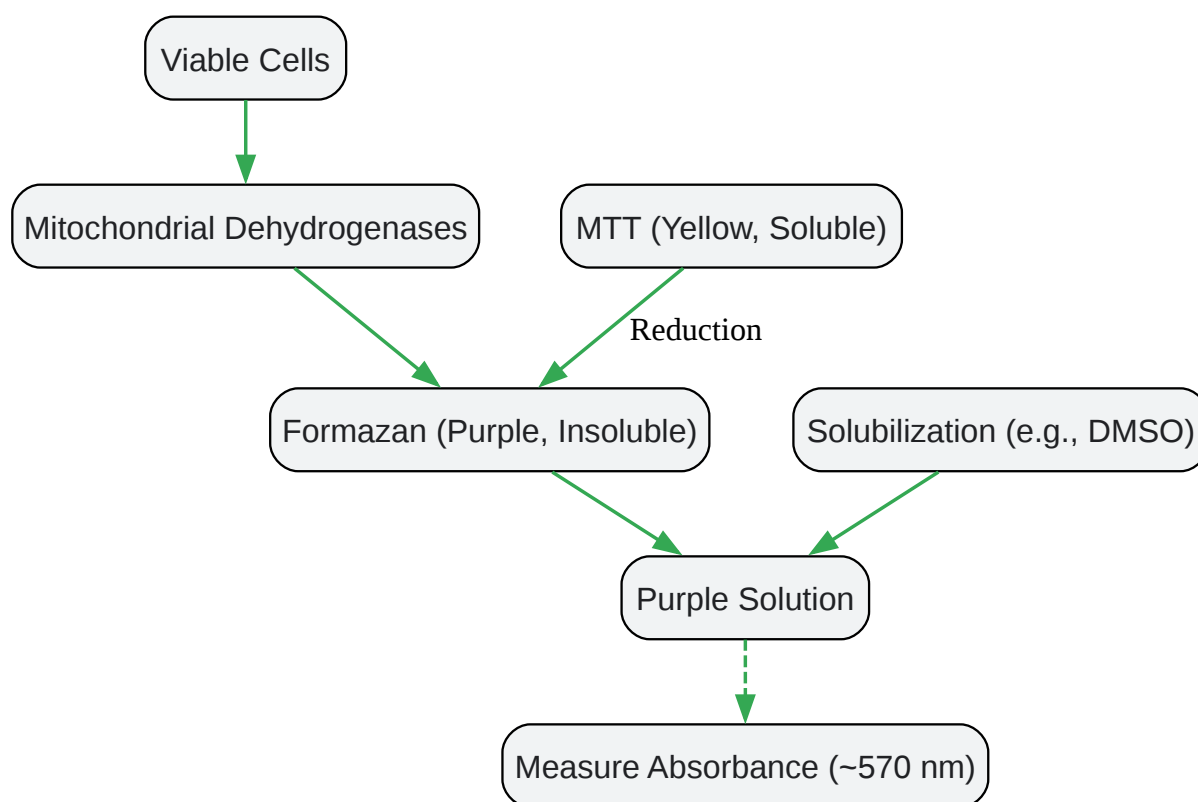 Viable Cells
Mitochondrial Dehydrogenases
MTT (Yellow, Soluble)
Reduction
Formazan (Purple, Insoluble)
Solubilization (e.g., DMSO)
Purple Solution
Measure Absorbance (~570 nm)